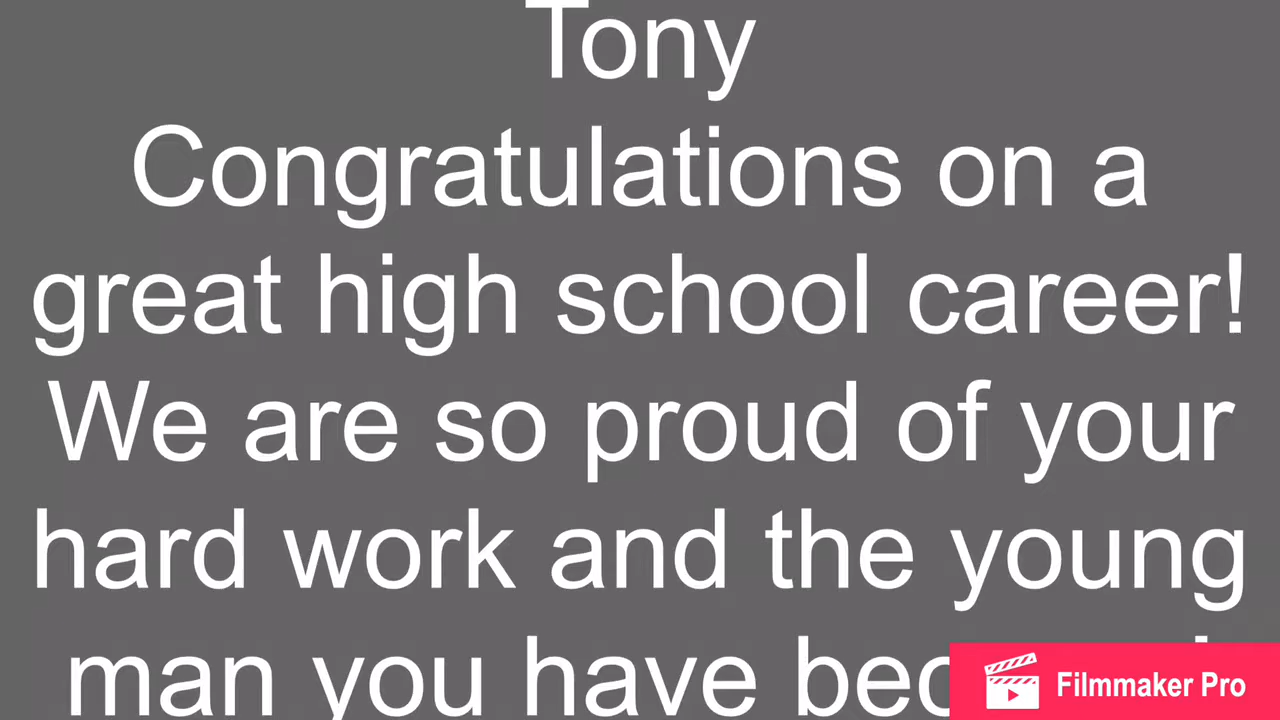 Tony
Congratulations on a
great high school career!
We are so proud of your
hard work and the young
man you have
Filmmaker Pro